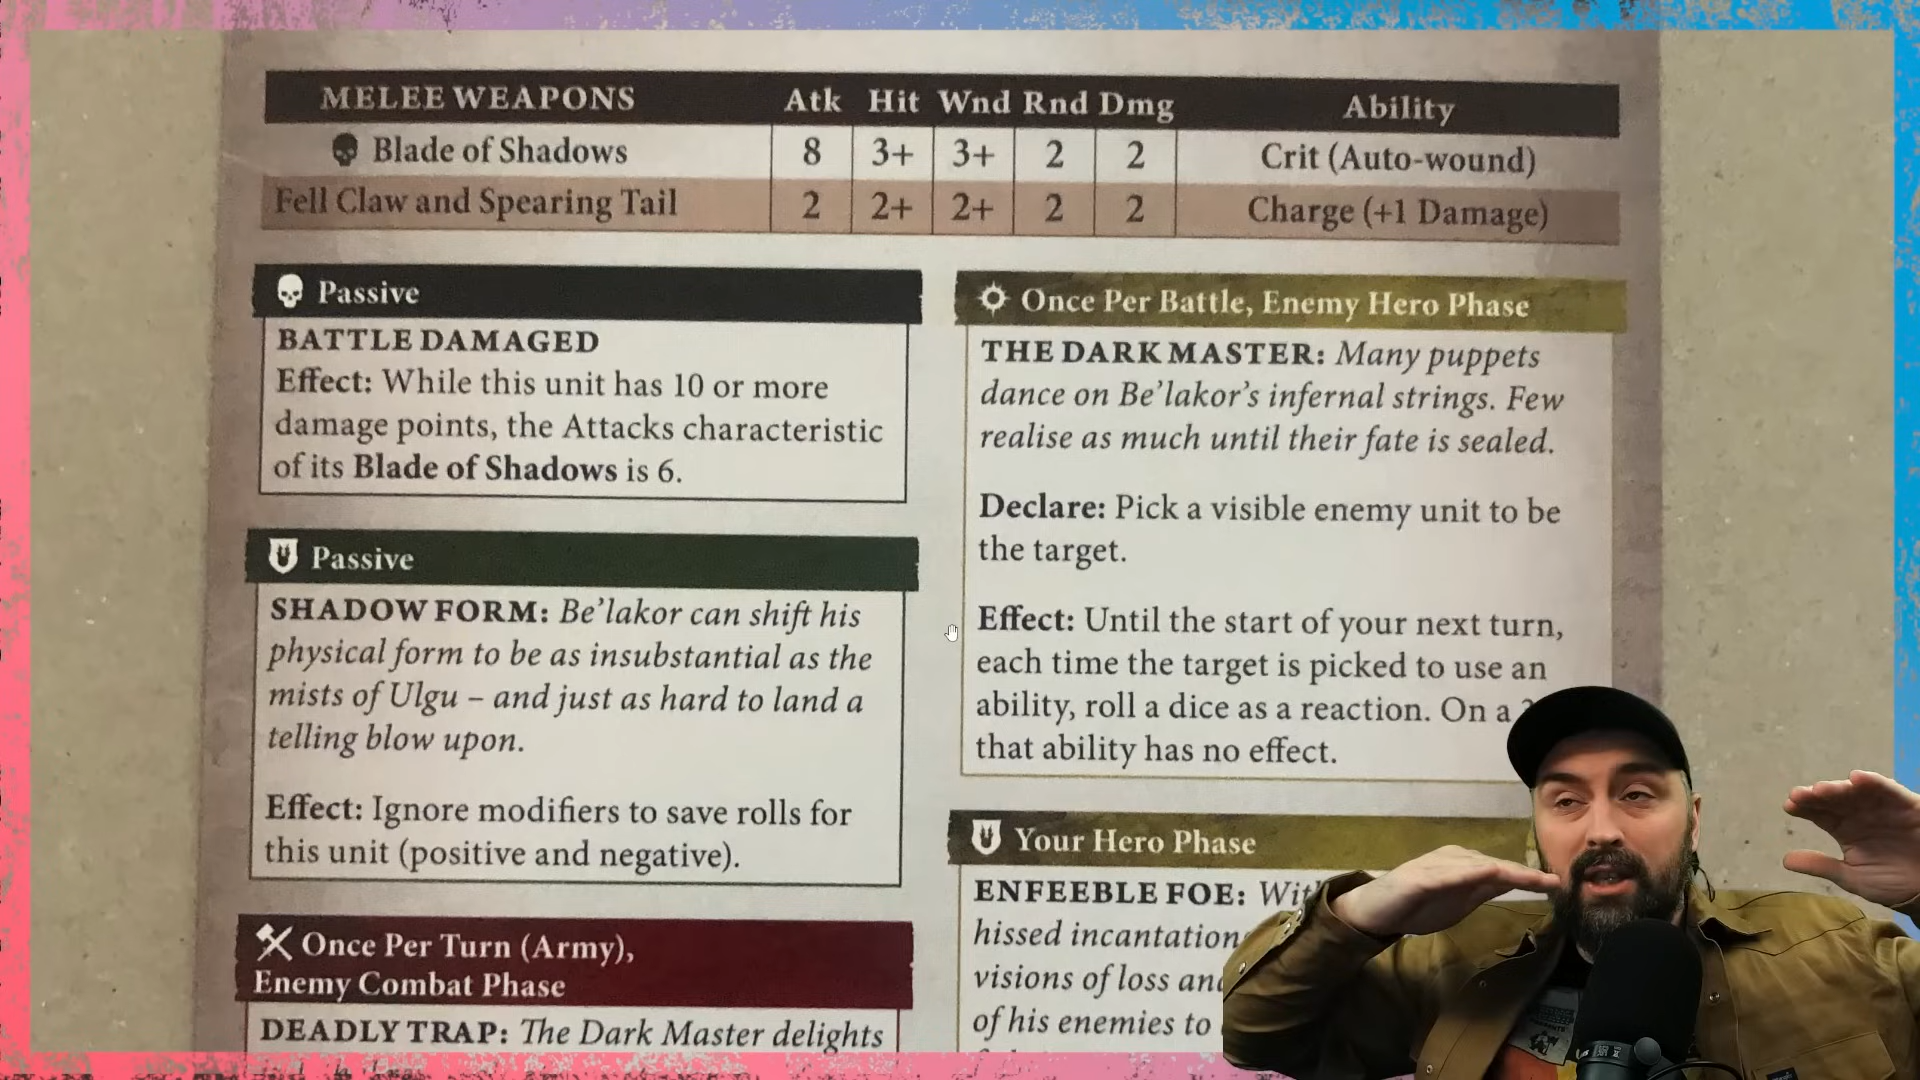 MELEE WEAPONS Atk Hit Wnd Rnd Dmg Ability
Blade of Shadows 8 3+ 3+ 2 2 Crit (Auto-wound)
Fell Claw and Spearing Tail 2 2+ 2+ 2 2 Charge (+1 Damage)
Passive
BATTLE DAMAGED
Effect: While this unit has 10 or more
damage points, the Attacks characteristic
of its Blade of Shadows is 6.
Passive
SHADOW FORM: Be’lakor can shift his
physical form to be as insubstantial as the
mists of Ulgu – and just as hard to land a
telling blow upon.
Effect: Ignore modifiers to save rolls for
this unit (positive and negative).
Once Per Turn (Army),
Enemy Combat Phase
DEADLY TRAP: The Dark Master delights
Once Per Battle, Enemy Hero Phase
THE DARK MASTER: Many puppets
dance on Be’lakor’s infernal strings. Few
realise as much until their fate is sealed.
Declare: Pick a visible enemy unit to be
the target.
Effect: Until the start of your next turn,
each time the target is picked to use an
ability, roll a dice as a reaction. On a
that ability has no effect.
Your Hero Phase
ENFEEBLE FOE:
hissed
visions of loss
of his enemies to